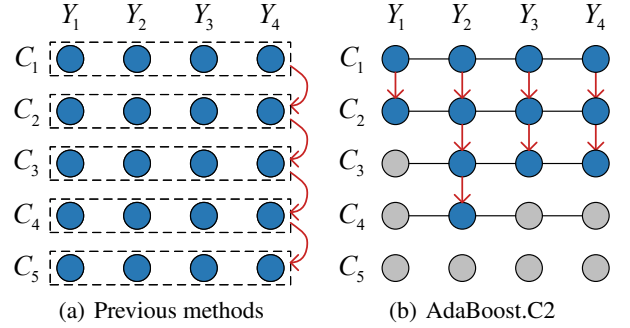 Y1 Y2 Y3 Y4 Y1 Y2 Y3 Y4
C1 C1
C2 C2
C3 C3
C4 C4
C5 C5
(a) Previous methods (b) AdaBoost.C2